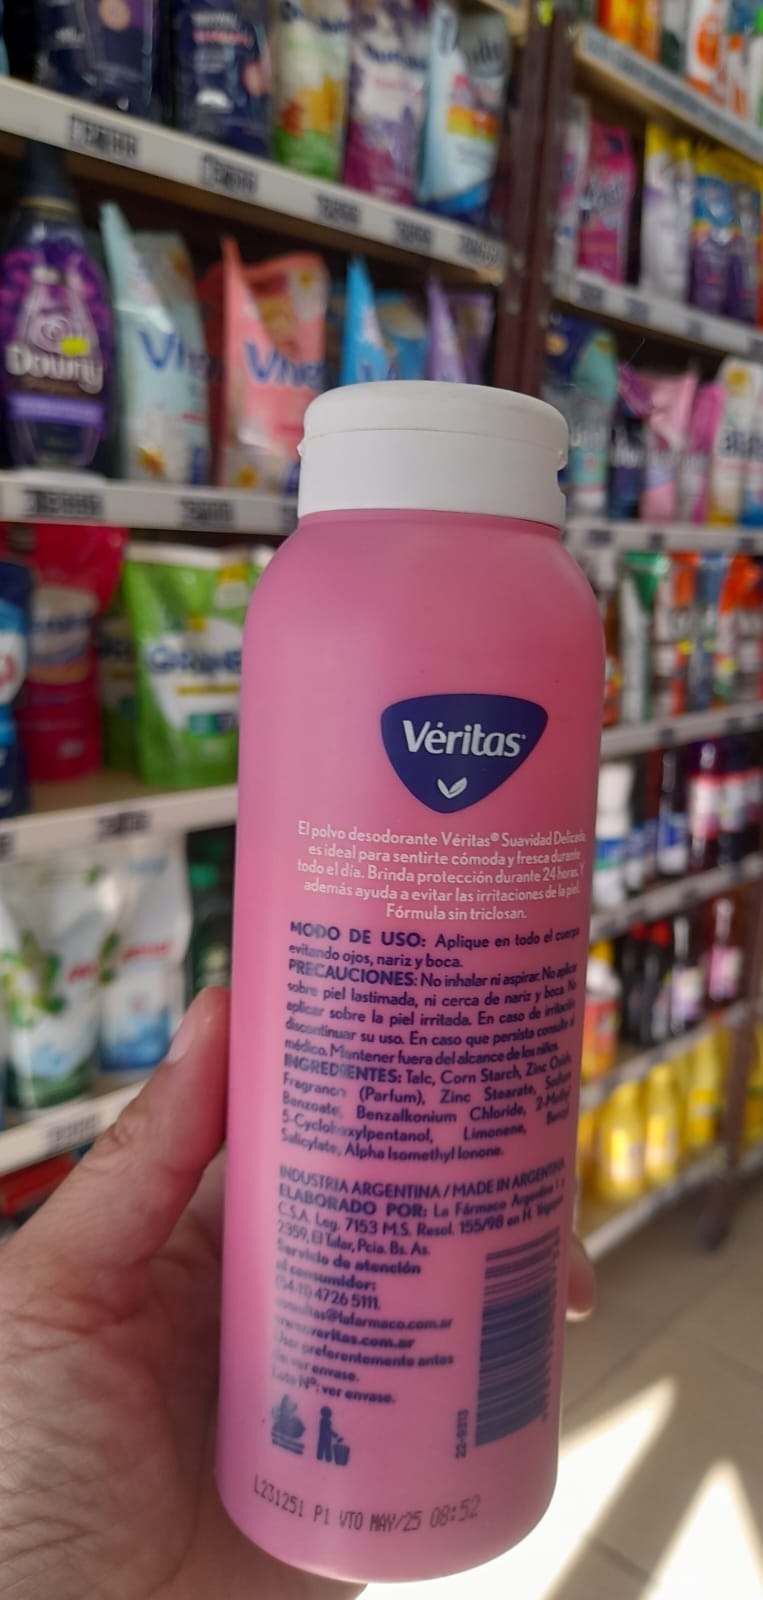 Downy
Véritas
El polvo desodorante Véritas® Suavidad Delicada,
es ideal para sentirte cómoda y fresca durante
todo el día. Brinda protección durante 24 horas. Y
además ayuda a evitar las irritaciones de la piel.
Fórmula sin triclosan.
MODO DE USO: Aplique en todo el cuerpo
evitando ojos, nariz y boca.
PRECAUCIONES: No inhalar ni aspirar. No aplicar
sobre piel lastimada, ni cerca de nariz y boca. No
aplicar sobre la piel irritada. En caso de irritación
discontinuar su uso. En caso que persista consulte al
médico. Mantener fuera del alcance de los niños.
INGREDIENTES: Talc, Corn Starch, Zinc Oxide,
Fragrance (Parfum), Zinc Stearate, Sodium
Benzoate, Benzalkonium Chloride, 2-Methyl
5-Cyclohexylpentanol, Limonene, Benzyl
Salicylate, Alpha Isomethyl Ionone.
INDUSTRIA ARGENTINA / MADE IN ARGENTINA
ELABORADO POR: La Fármaco Argentina I y
C.S.A. Leg. 7153 M.S. Resol. 155/98 en H. Yrigoyen
2359, El Talar, Pcia. Bs. As.
Servicio de atención
al consumidor:
(54-11) 4726 5111.
consultas@lafarmaco.com.ar
www.veritas.com.ar
Usar preferentemente antes
de ver envase.
Lote Nº: ver envase.
L231251 P1 VTO MAY/25 08:52